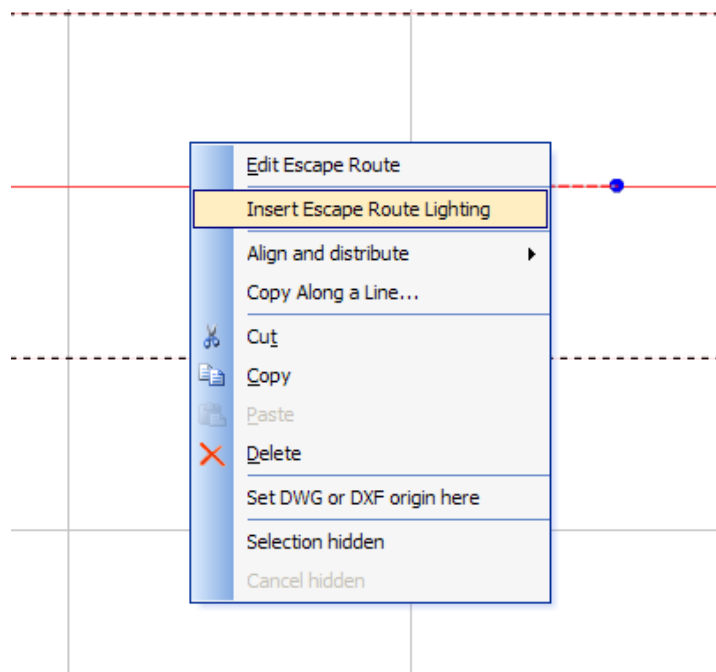 Edit Escape Route
Insert Escape Route Lighting
Align and distribute
Copy Along a Line...
Cut
Copy
Paste
Delete
Set DWG or DXF origin here
Selection hidden
Cancel hidden